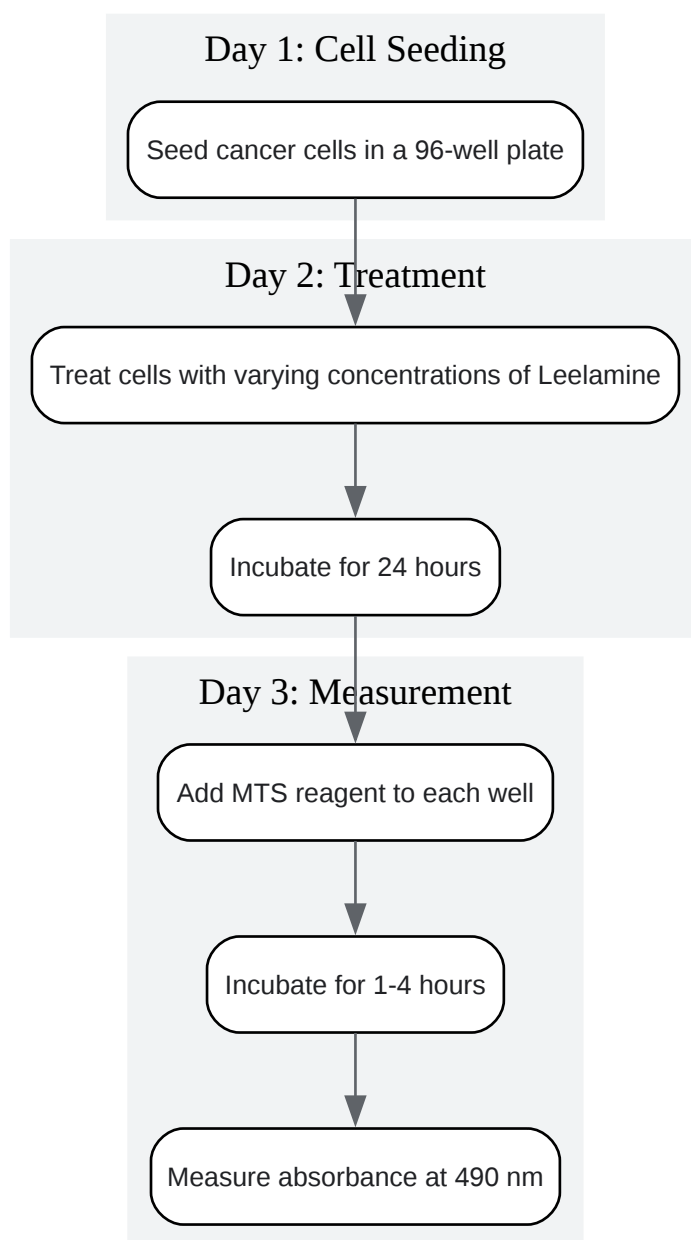 Day 1: Cell Seeding
Seed cancer cells in a 96-well plate
Day 2: Treatment
Treat cells with varying concentrations of Leelamine
Incubate for 24 hours
Day 3: Measurement
Add MTS reagent to each well
Incubate for 1-4 hours
Measure absorbance at 490 nm